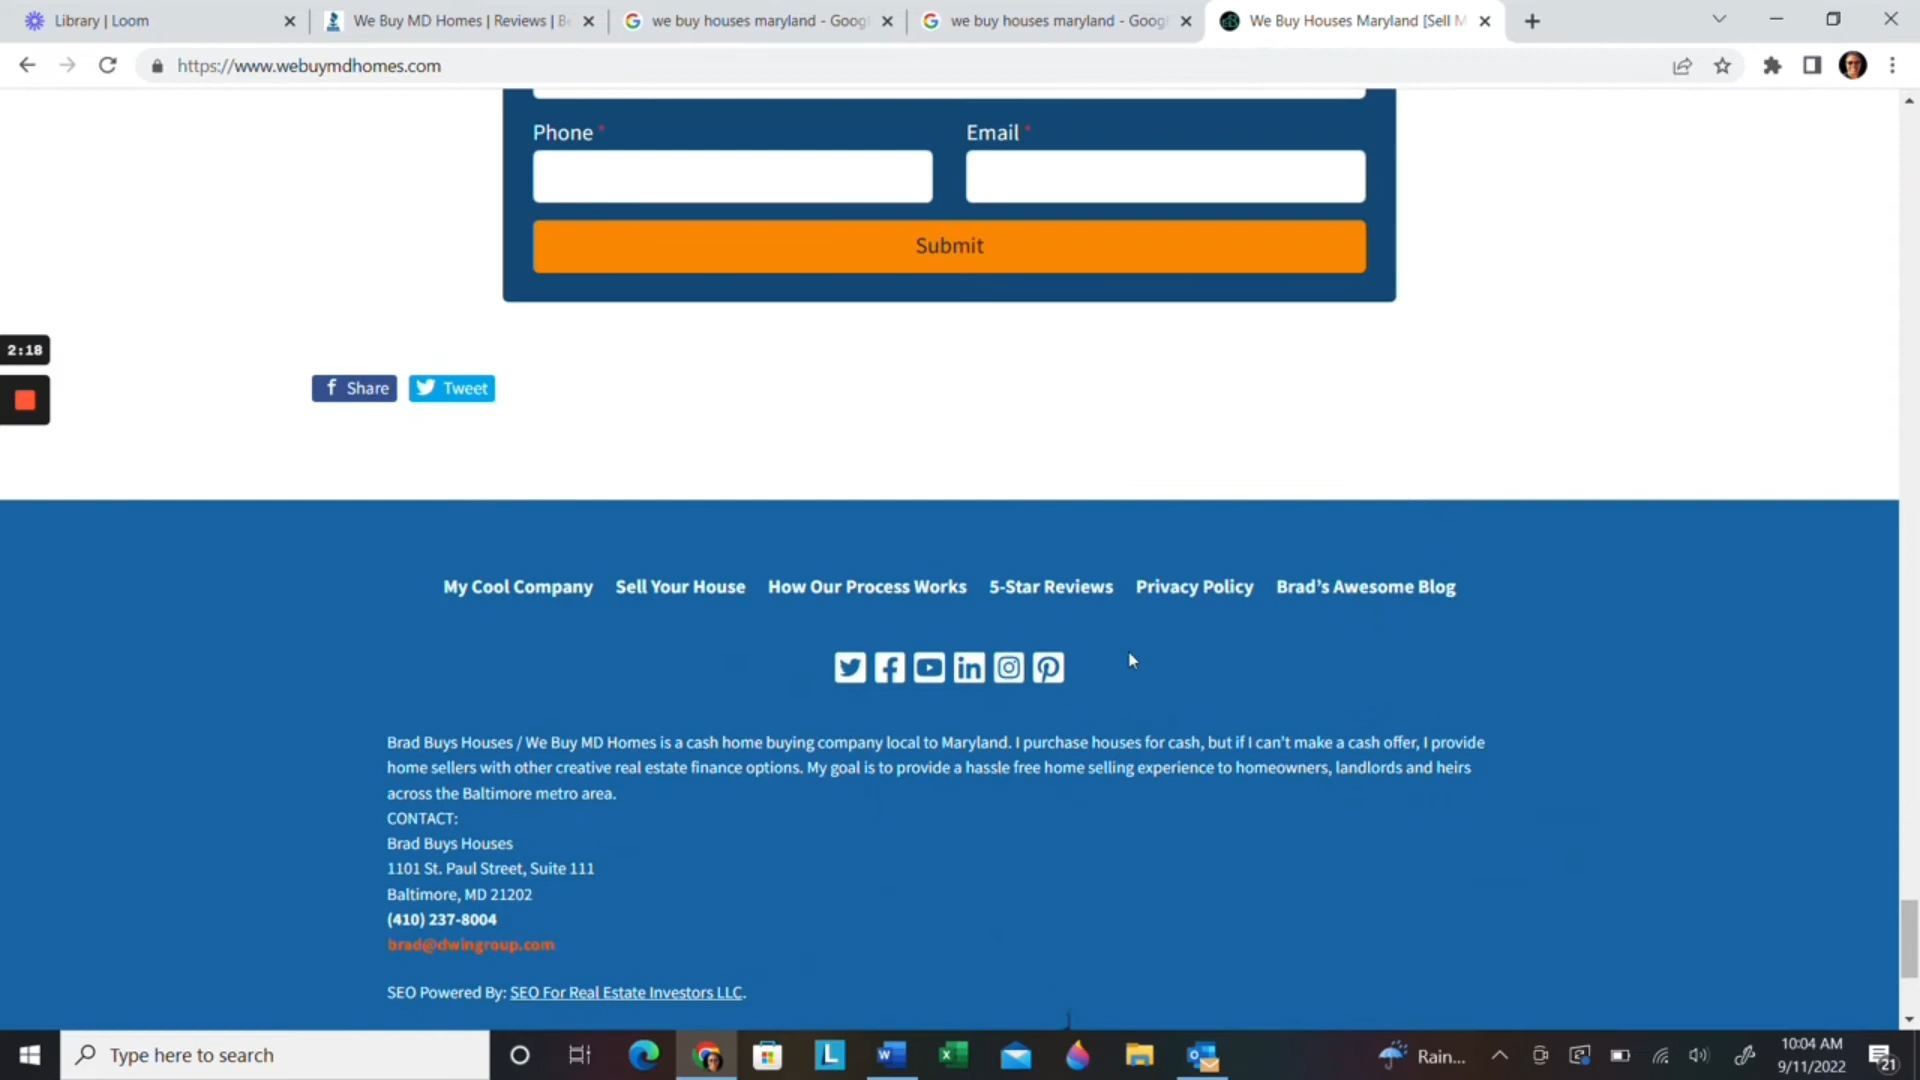 Library | Loom
We Buy MD Homes | Reviews | Be
we buy houses maryland - Goog
we buy houses maryland - Goog
We Buy Houses Maryland [Sell M
https://www.webuymdhomes.com
Phone *
Email *
Submit
2:18
Share
Tweet
My Cool Company
Sell Your House
How Our Process Works
5-Star Reviews
Privacy Policy
Brad's Awesome Blog
Brad Buys Houses / We Buy MD Homes is a cash home buying company local to Maryland. I purchase houses for cash, but if I can't make a cash offer, I provide
home sellers with other creative real estate finance options. My goal is to provide a hassle free home selling experience to homeowners, landlords and heirs
across the Baltimore metro area.
CONTACT:
Brad Buys Houses
1101 St. Paul Street, Suite 111
Baltimore, MD 21202
(410) 237-8004
brad@dwingroup.com
SEO Powered By: SEO For Real Estate Investors LLC.
Type here to search
Rain...
10:04 AM
9/11/2022
21